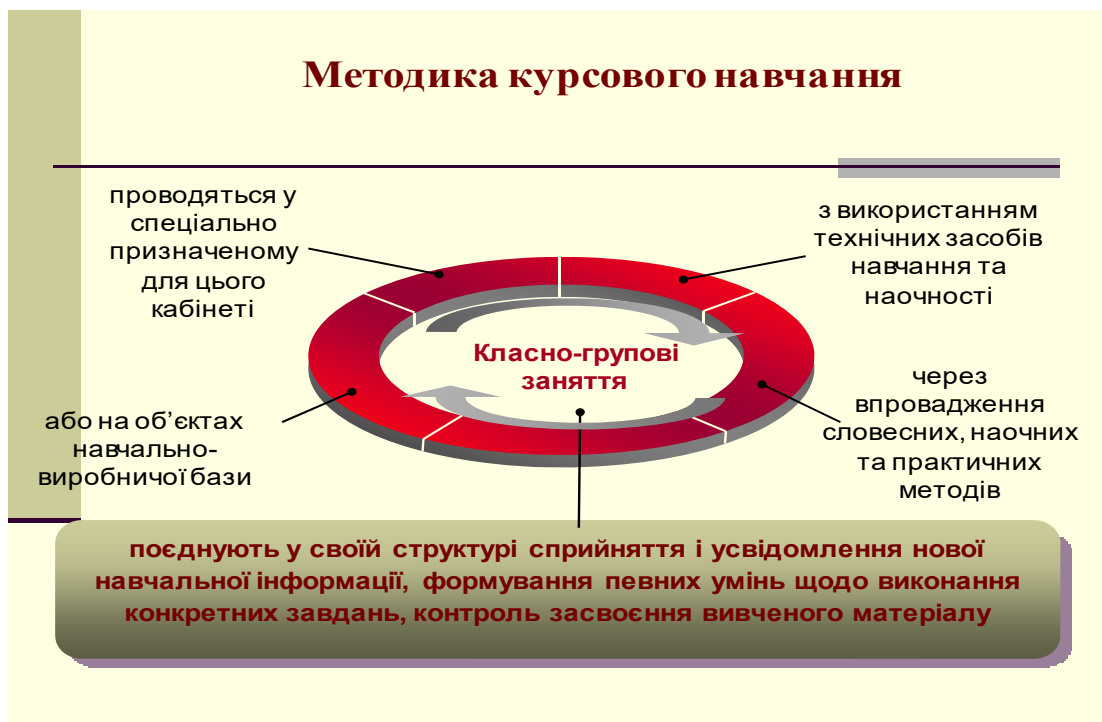 Методика курсового навчання
проводяться у
спеціально
призначеному
для цього
кабінеті
з використанням
технічних засобів
навчання та
наочності
Класно-групові
заняття
або на об’єктах
навчально-
виробничої бази
через
впровадження
словесних, наочних
та практичних
методів
поєднують у своїй структурі сприйняття і усвідомлення нової
навчальної інформації, формування певних умінь щодо виконання
конкретних завдань, контроль засвоєння вивченого матеріалу